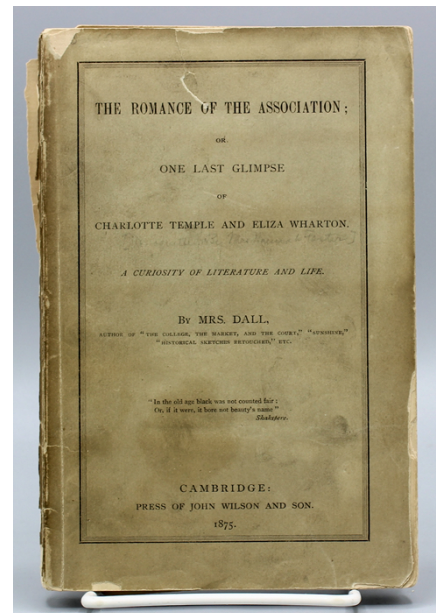 THE ROMANCE OF THE ASSOCIATION;
OR
ONE LAST GLIMPSE
OF
CHARLOTTE TEMPLE AND ELIZA WHARTON.
A CURIOSITY OF LITERATURE AND LIFE.
BY MRS. DALL,
AUTHOR OF "THE COLLEGE, THE MARKET, AND THE COURT," "SUNSHINE,"
"HISTORICAL SKETCHES RETOUCHED," ETC.
"In the old age black was not counted fair:
Or, if it were, it bore not beauty's name"
Shakspere.
CAMBRIDGE:
PRESS OF JOHN WILSON AND SON.
1875.